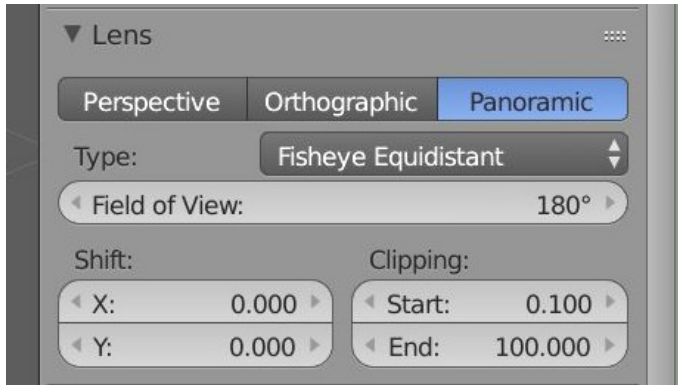 Lens
Perspective Orthographic Panoramic
Type: Fisheye Equidistant
Field of View: 180°
Shift: Clipping:
X: 0.000 Start: 0.100
Y: 0.000 End: 100.000